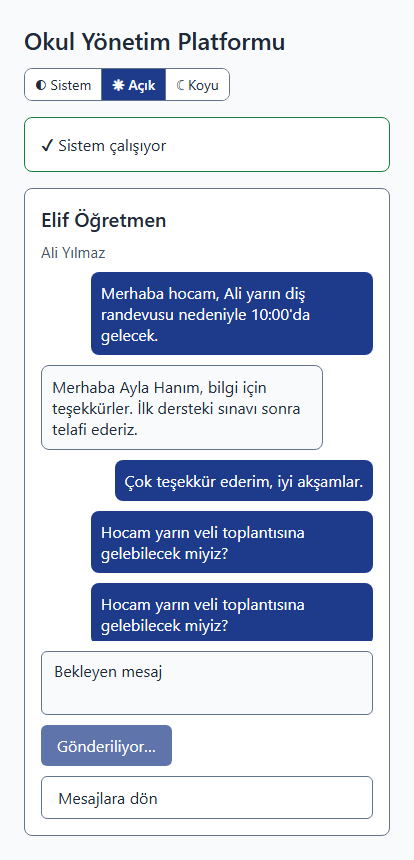 Okul Yönetim Platformu
Sistem
Açık
Koyu
Sistem çalışıyor
Elif Öğretmen
Ali Yılmaz
Merhaba hocam, Ali yarın diş
randevusu nedeniyle 10:00'da
gelecek.
Merhaba Ayla Hanım, bilgi için
teşekkürler. İlk dersteki sınavı sonra
telafi ederiz.
Çok teşekkür ederim, iyi akşamlar.
Hocam yarın veli toplantısına
gelebilecek miyiz?
Hocam yarın veli toplantısına
gelebilecek miyiz?
Bekleyen mesaj
Gönderiliyor...
Mesajlara dön